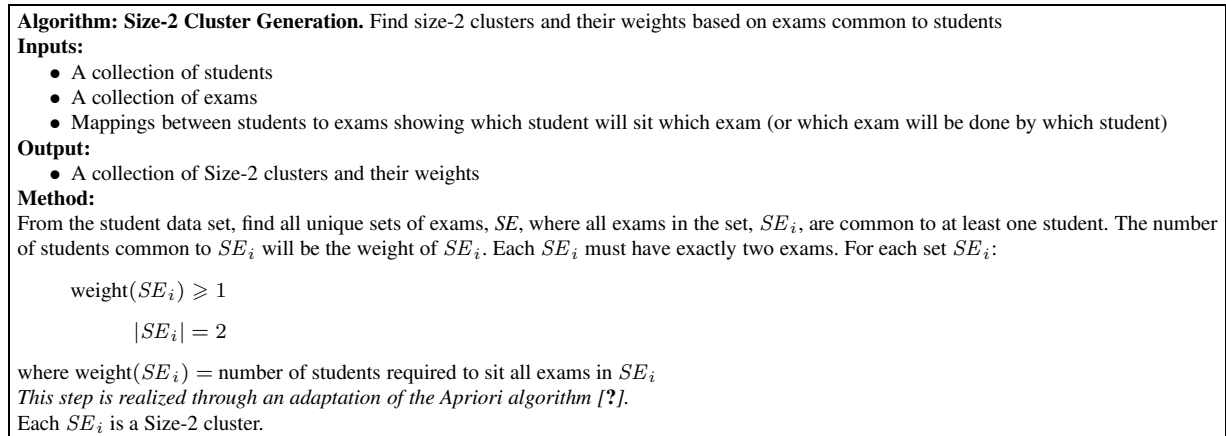 Algorithm: Size-2 Cluster Generation. Find size-2 clusters and their weights based on exams common to students
Inputs:
• A collection of students
• A collection of exams
• Mappings between students to exams showing which student will sit which exam (or which exam will be done by which student)
Output:
• A collection of Size-2 clusters and their weights
Method:
From the student data set, find all unique sets of exams, SE, where all exams in the set, SE_i, are common to at least one student. The number
of students common to SE_i will be the weight of SE_i. Each SE_i must have exactly two exams. For each set SE_i:
weight(SE_i) ⩾ 1
|SE_i| = 2
where weight(SE_i) = number of students required to sit all exams in SE_i
This step is realized through an adaptation of the Apriori algorithm [?].
Each SE_i is a Size-2 cluster.